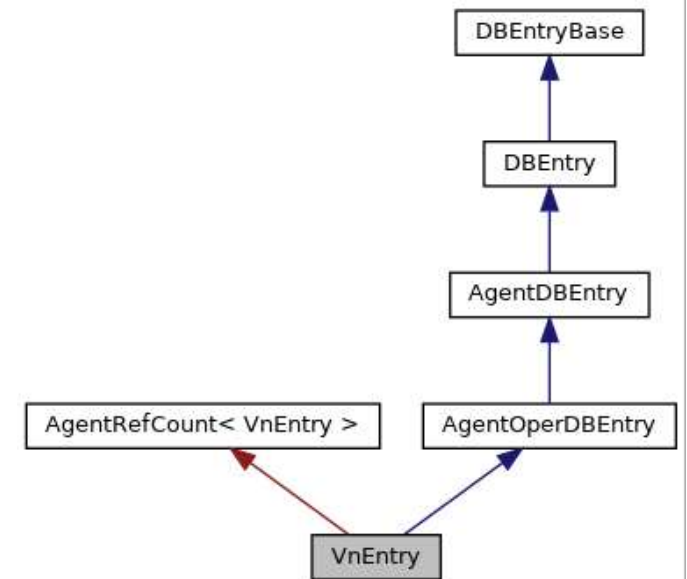 DBEntryBase
DBEntry
AgentDBEntry
AgentRefCount< VnEntry >
AgentOperDBEntry
VnEntry